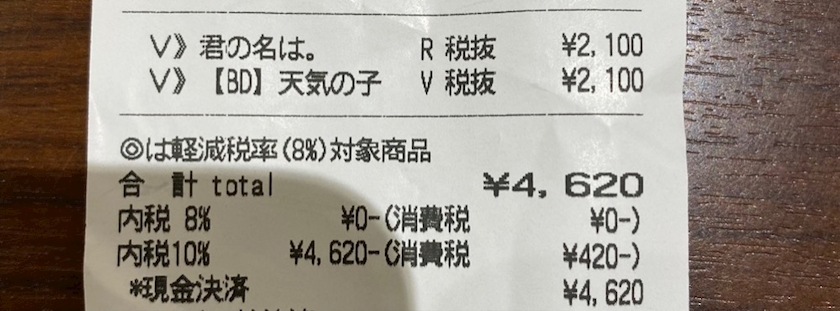 V》君の名は。 R 税抜 ¥2,100
V》【BD】天気の子 V 税抜 ¥2,100
◎は軽減税率(8%)対象商品
合 計 total ¥4,620
内税 8% ¥0-(消費税 ¥0-)
内税10% ¥4,620-(消費税 ¥420-)
*現金決済 ¥4,620